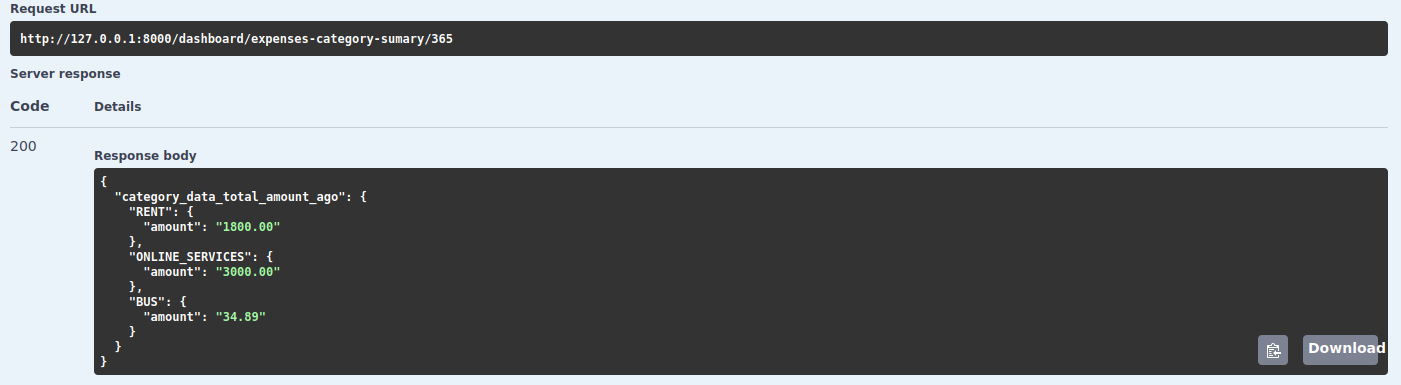 Request URL
http://127.0.0.1:8000/dashboard/expenses-category-sumary/365
Server response
Code Details
200
Response body
{
  "category_data_total_amount_ago": {
    "RENT": {
      "amount": "1800.00"
    },
    "ONLINE_SERVICES": {
      "amount": "3000.00"
    },
    "BUS": {
      "amount": "34.89"
    }
  }
}
Download